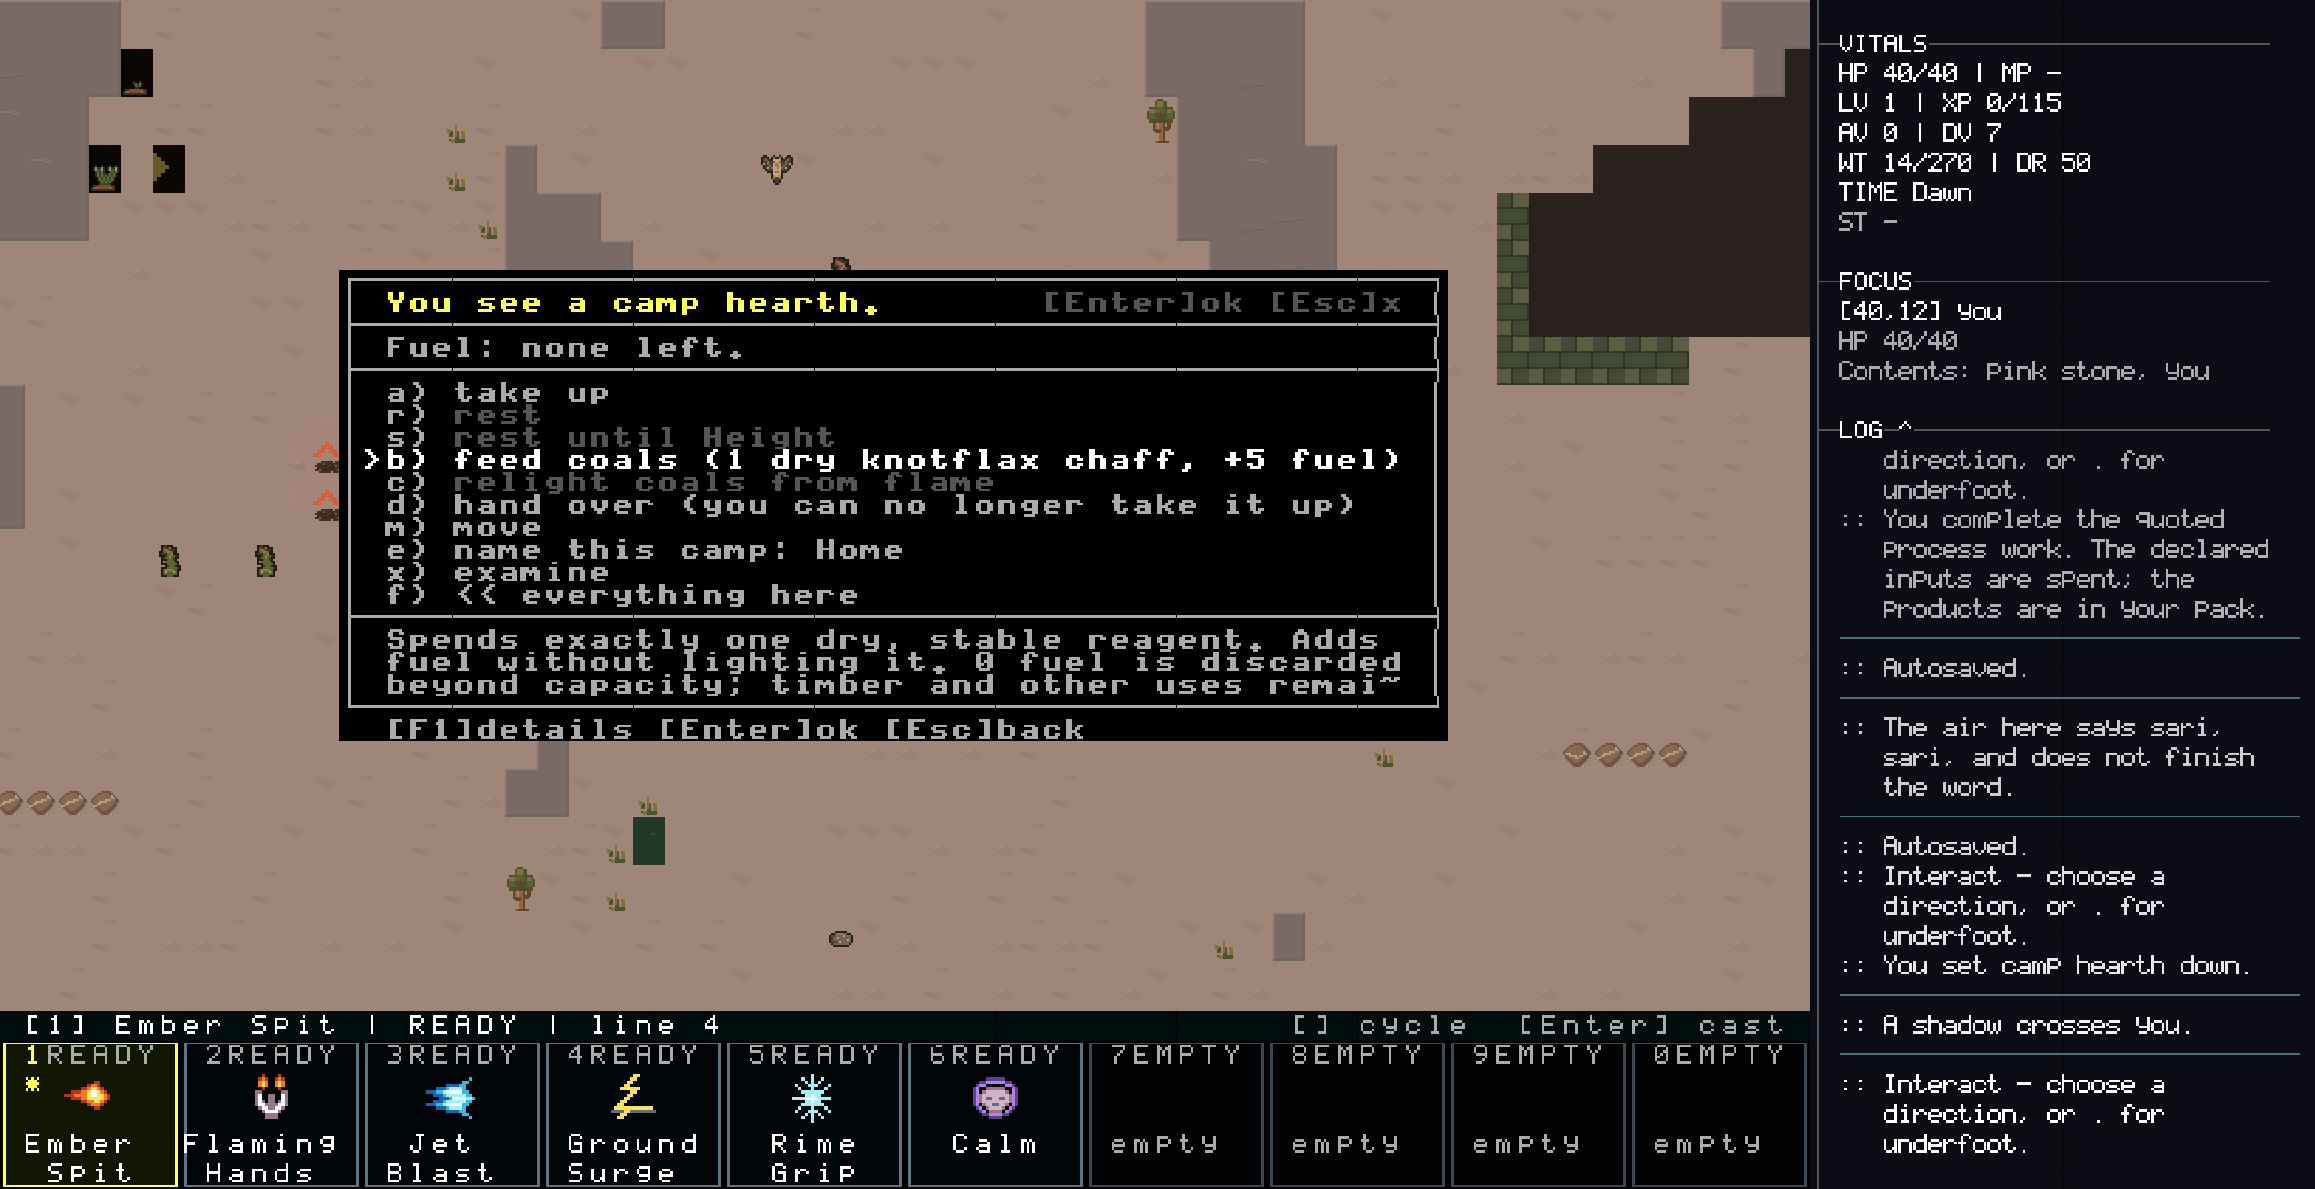 You see a camp hearth. [Enter]ok [Esc]x
Fuel: none left.
a) take up
r) rest
s) rest until Height
>b) feed coals (1 dry knotflax chaff, +5 fuel)
c) relight coals from flame
d) hand over (you can no longer take it up)
m) move
e) name this camp: Home
x) examine
f) << everything here
Spends exactly one dry, stable reagent. Adds
fuel without lighting it. 0 fuel is discarded
beyond capacity; timber and other uses remai~
[F1]details [Enter]ok [Esc]back
[1] Ember Spit | READY | line 4 [] cycle [Enter] cast
1READY 2READY 3READY 4READY 5READY 6READY 7EMPTY 8EMPTY 9EMPTY 0EMPTY
*
Ember Flaming Jet Ground Rime Calm empty empty empty empty
Spit Hands Blast Surge Grip
VITALS
HP 40/40 | MP -
LV 1 | XP 0/115
AV 0 | DV 7
WT 14/270 | DR 50
TIME Dawn
ST -
FOCUS
[40,12] you
HP 40/40
Contents: Pink stone, You
LOG ^
direction, or . for
underfoot.
:: You complete the quoted
process work. The declared
inputs are spent; the
products are in your pack.
:: Autosaved.
:: The air here says sari,
sari, and does not finish
the word.
:: Autosaved.
:: Interact - choose a
direction, or . for
underfoot.
:: You set camp hearth down.
:: A shadow crosses you.
:: Interact - choose a
direction, or . for
underfoot.